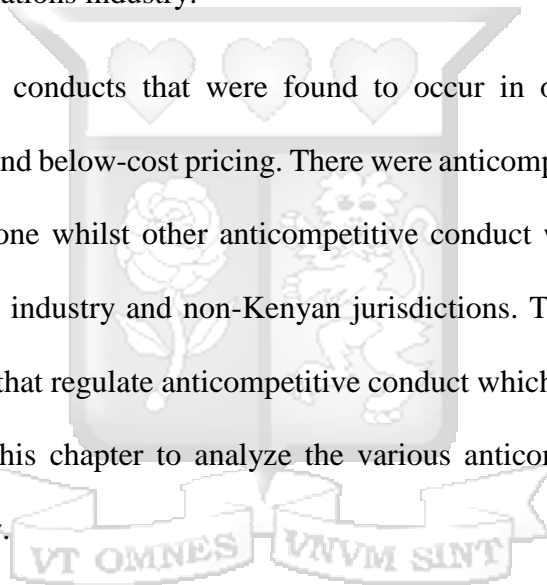 ations industry.
conducts that were found to occur in o
nd below-cost pricing. There were anticomp
one whilst other anticompetitive conduct
industry and non-Kenyan jurisdictions. T
that regulate anticompetitive conduct which
his chapter to analyze the various anticor
y.
VT OMNES VNVM SINT